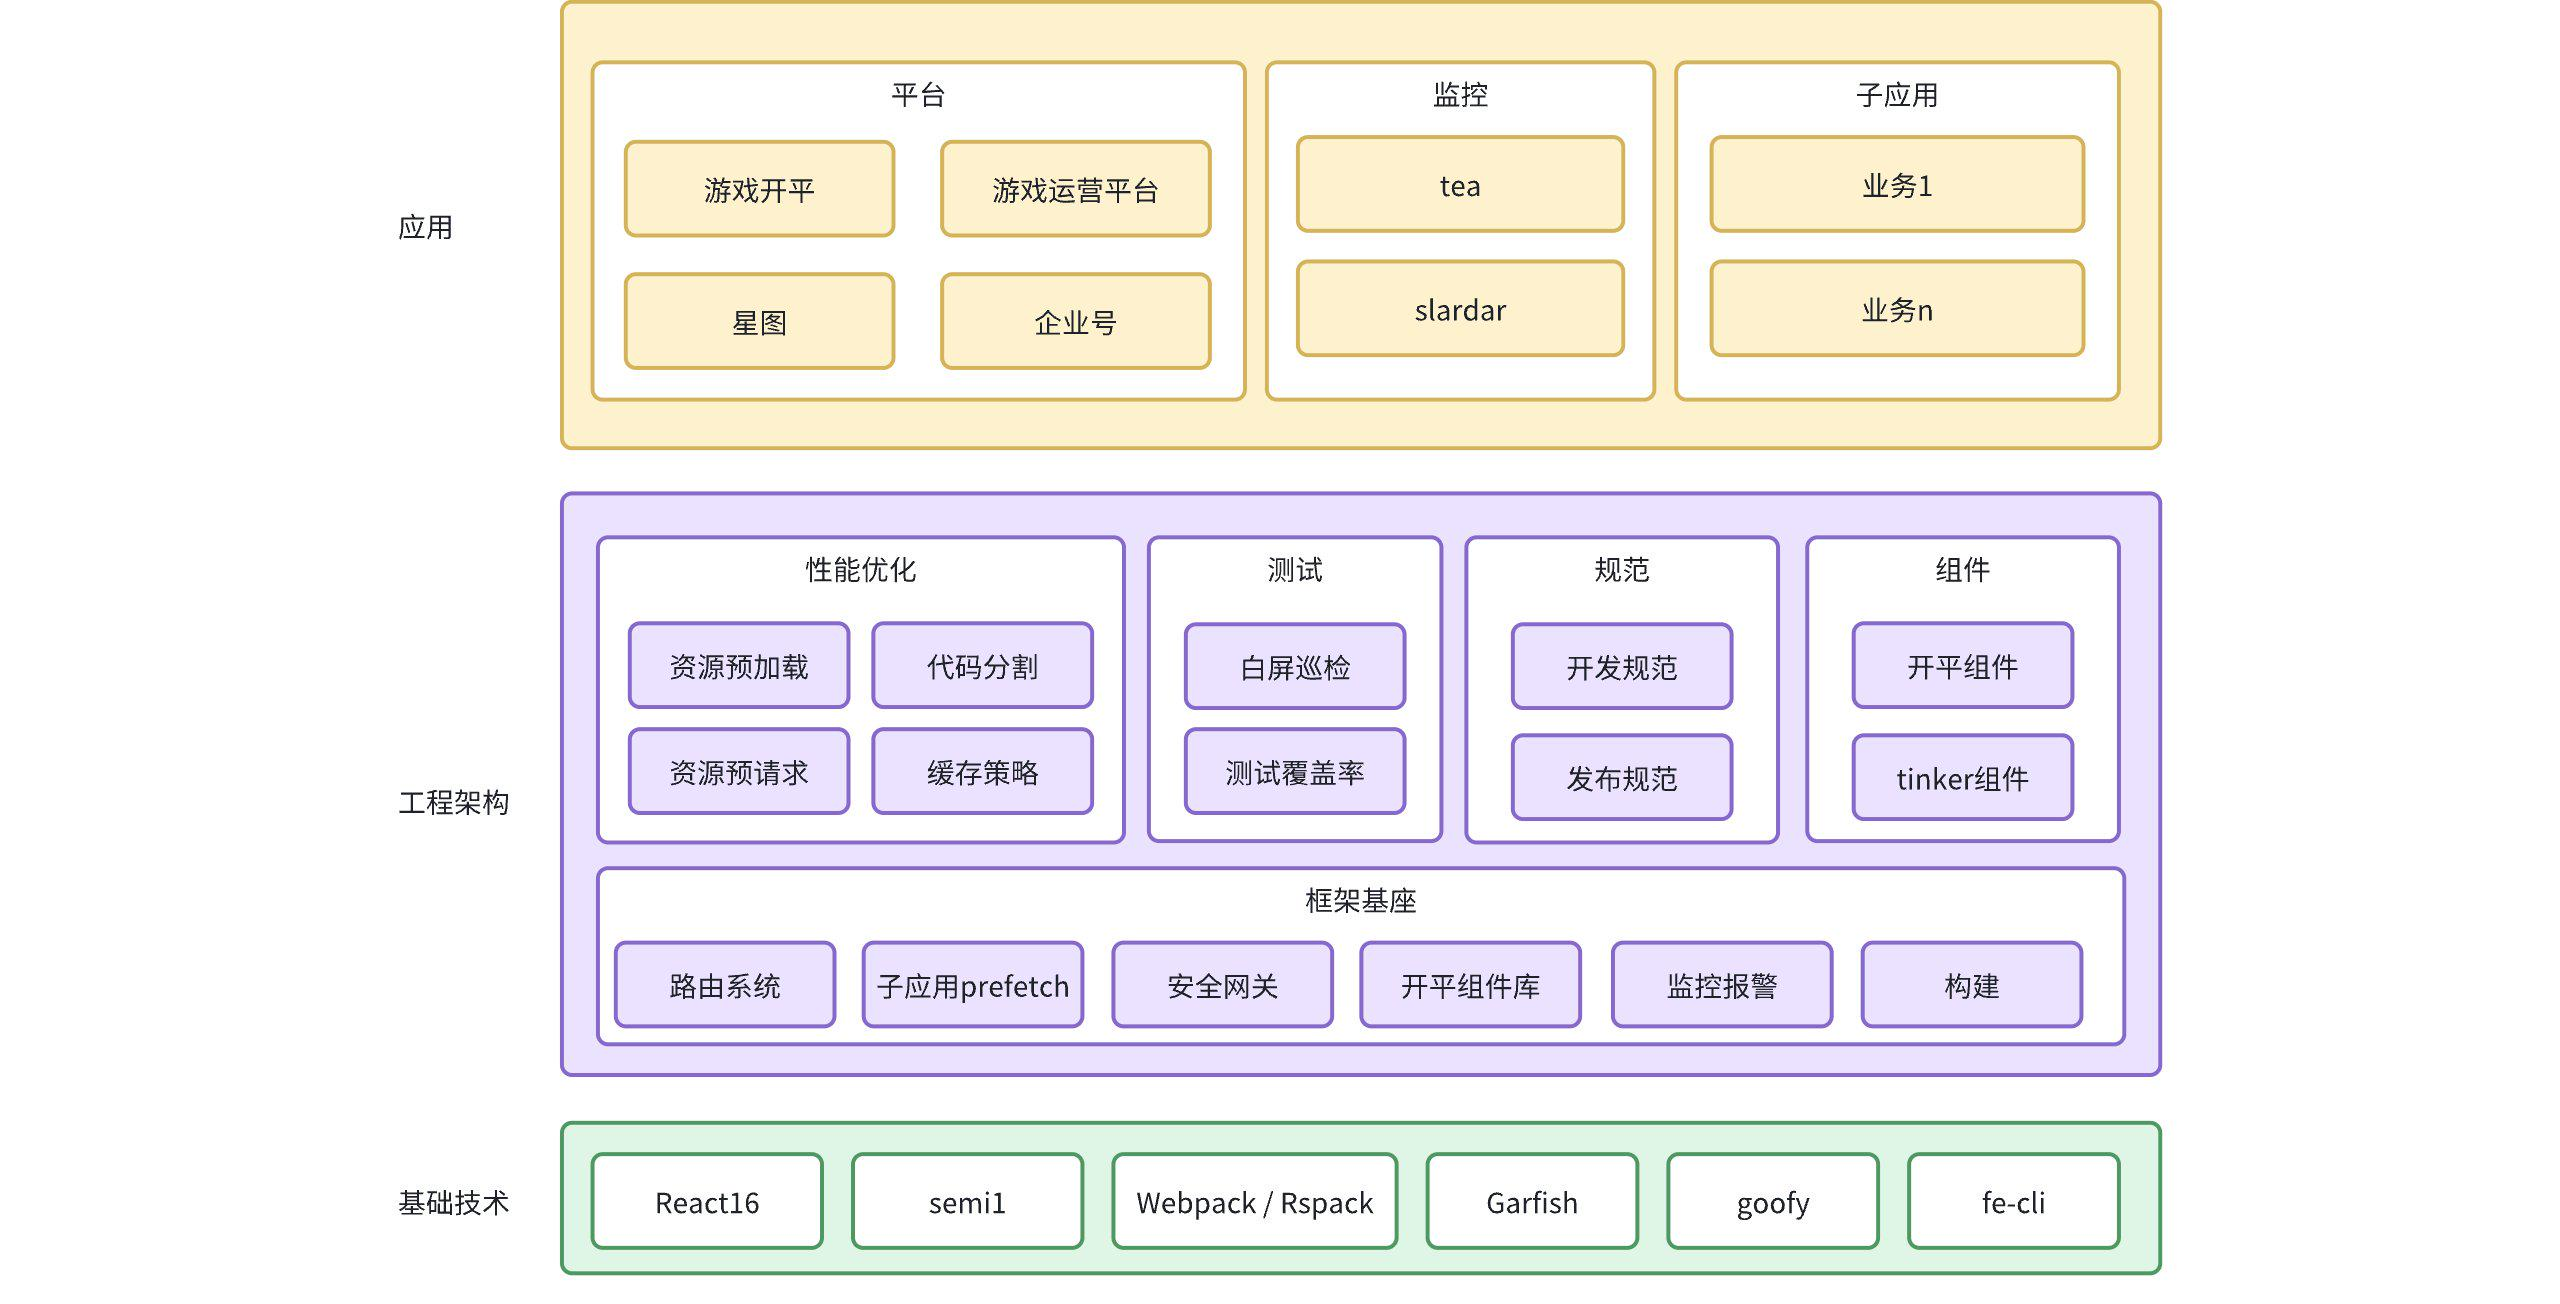 应用
平台
游戏开平
游戏运营平台
星图
企业号
监控
tea
slardar
子应用
业务1
业务n
工程架构
性能优化
资源预加载
代码分割
资源预请求
缓存策略
测试
白屏巡检
测试覆盖率
规范
开发规范
发布规范
组件
开平组件
tinker组件
框架基座
路由系统
子应用prefetch
安全网关
开平组件库
监控报警
构建
基础技术
React16
semi1
Webpack / Rspack
Garfish
goofy
fe-cli